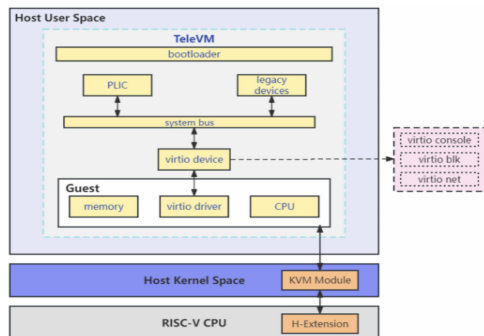 Host User Space
TeleVM
bootloader
PLIC
legacy
devices
system bus
virtio device
virtio console
virtio blk
virtio net
Guest
memory
virtio driver
CPU
Host Kernel Space
KVM Module
RISC-V CPU
H-Extension